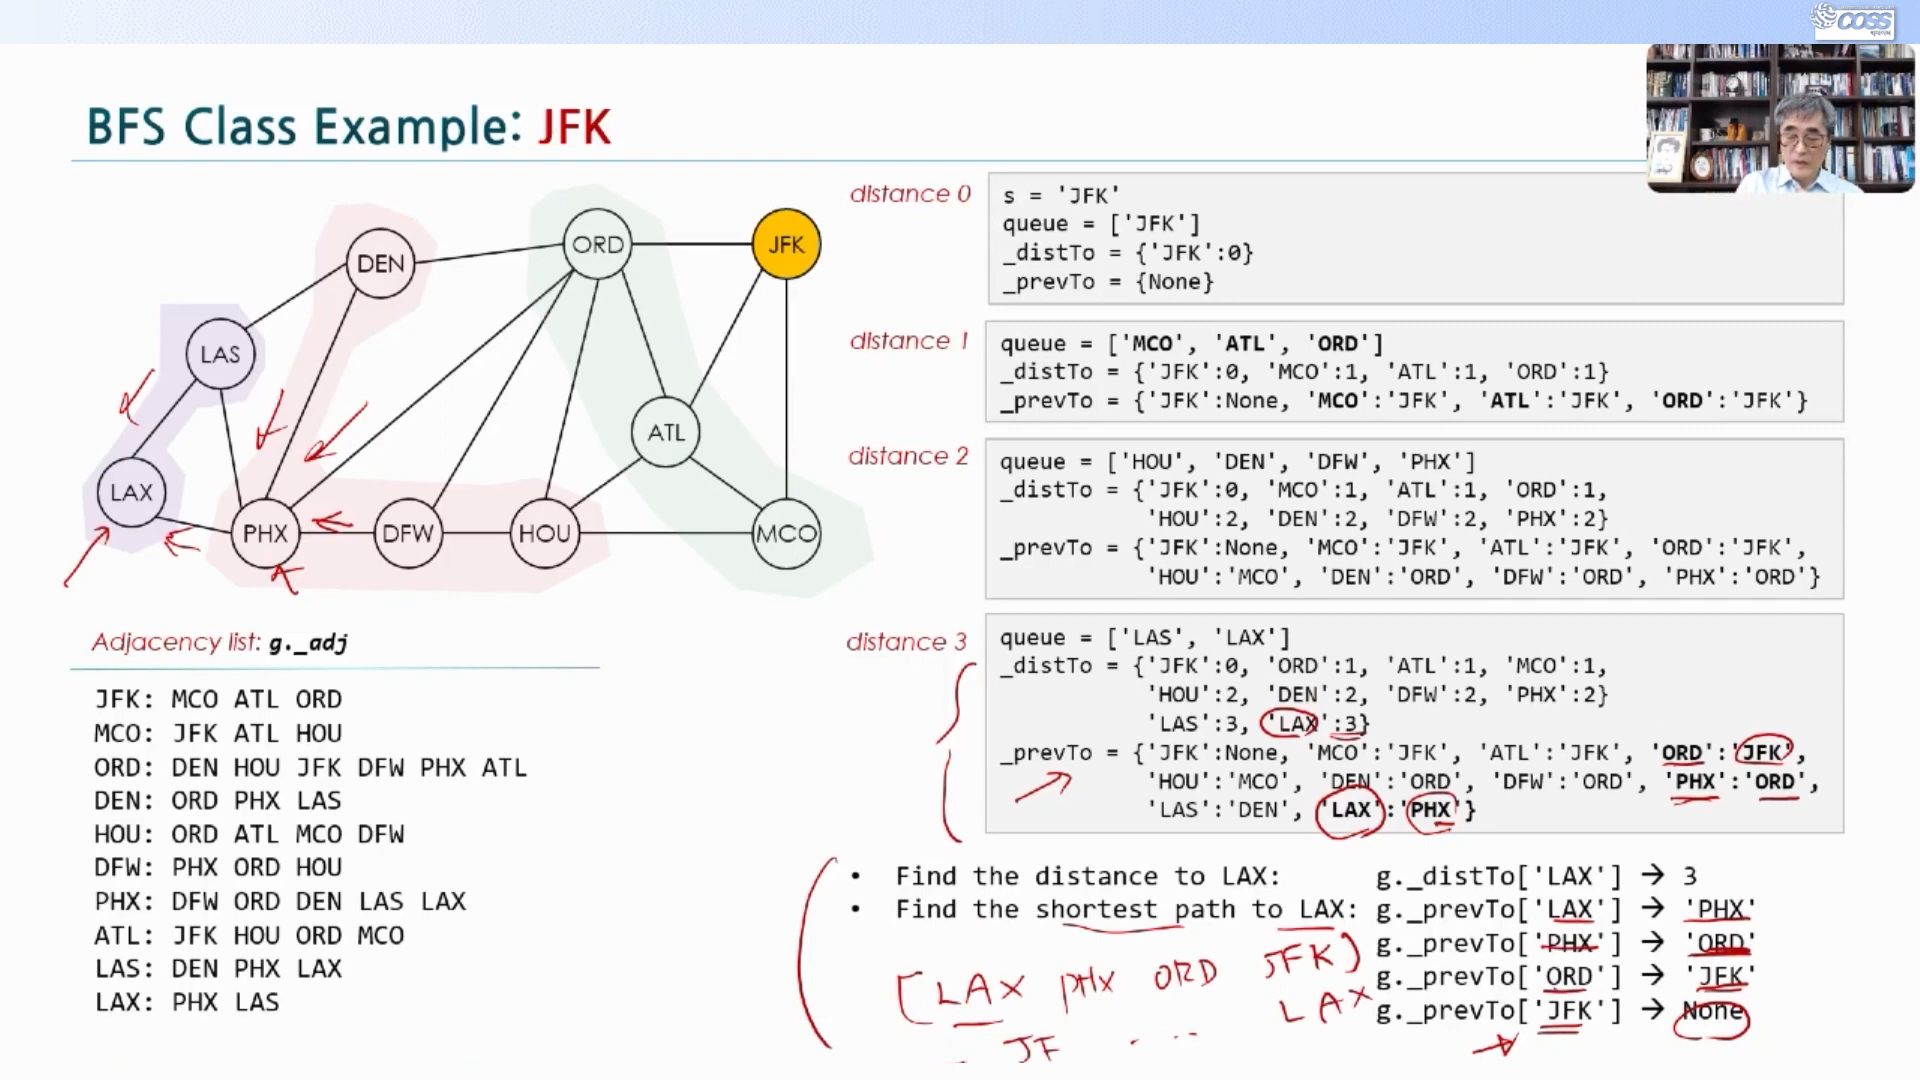 COSS
BFS Class Example: JFK
DEN
ORD
JFK
LAS
ATL
LAX
PHX
DFW
HOU
MCO
Adjacency list: g._adj
JFK: MCO ATL ORD
MCO: JFK ATL HOU
ORD: DEN HOU JFK DFW PHX ATL
DEN: ORD PHX LAS
HOU: ORD ATL MCO DFW
DFW: PHX ORD HOU
PHX: DFW ORD DEN LAS LAX
ATL: JFK HOU ORD MCO
LAS: DEN PHX LAX
LAX: PHX LAS
distance 0
s = 'JFK'
queue = ['JFK']
_distTo = {'JFK':0}
_prevTo = {None}
distance 1
queue = ['MCO', 'ATL', 'ORD']
_distTo = {'JFK':0, 'MCO':1, 'ATL':1, 'ORD':1}
_prevTo = {'JFK':None, 'MCO':'JFK', 'ATL':'JFK', 'ORD':'JFK'}
distance 2
queue = ['HOU', 'DEN', 'DFW', 'PHX']
_distTo = {'JFK':0, 'MCO':1, 'ATL':1, 'ORD':1,
'HOU':2, 'DEN':2, 'DFW':2, 'PHX':2}
_prevTo = {'JFK':None, 'MCO':'JFK', 'ATL':'JFK', 'ORD':'JFK',
'HOU':'MCO', 'DEN':'ORD', 'DFW':'ORD', 'PHX':'ORD'}
distance 3
queue = ['LAS', 'LAX']
_distTo = {'JFK':0, 'ORD':1, 'ATL':1, 'MCO':1,
'HOU':2, 'DEN':2, 'DFW':2, 'PHX':2}
'LAS':3, 'LAX':3}
_prevTo = {'JFK':None, 'MCO':'JFK', 'ATL':'JFK', 'ORD':'JFK',
'HOU':'MCO', 'DEN':'ORD', 'DFW':'ORD', 'PHX':'ORD',
'LAS':'DEN', 'LAX':'PHX'}
• Find the distance to LAX: g._distTo['LAX'] → 3
• Find the shortest path to LAX: g._prevTo['LAX'] → 'PHX'
g._prevTo['PHX'] → 'ORD'
g._prevTo['ORD'] → 'JFK'
g._prevTo['JFK'] → None
[LAX PHX ORD JFK)
JF . . . LAX